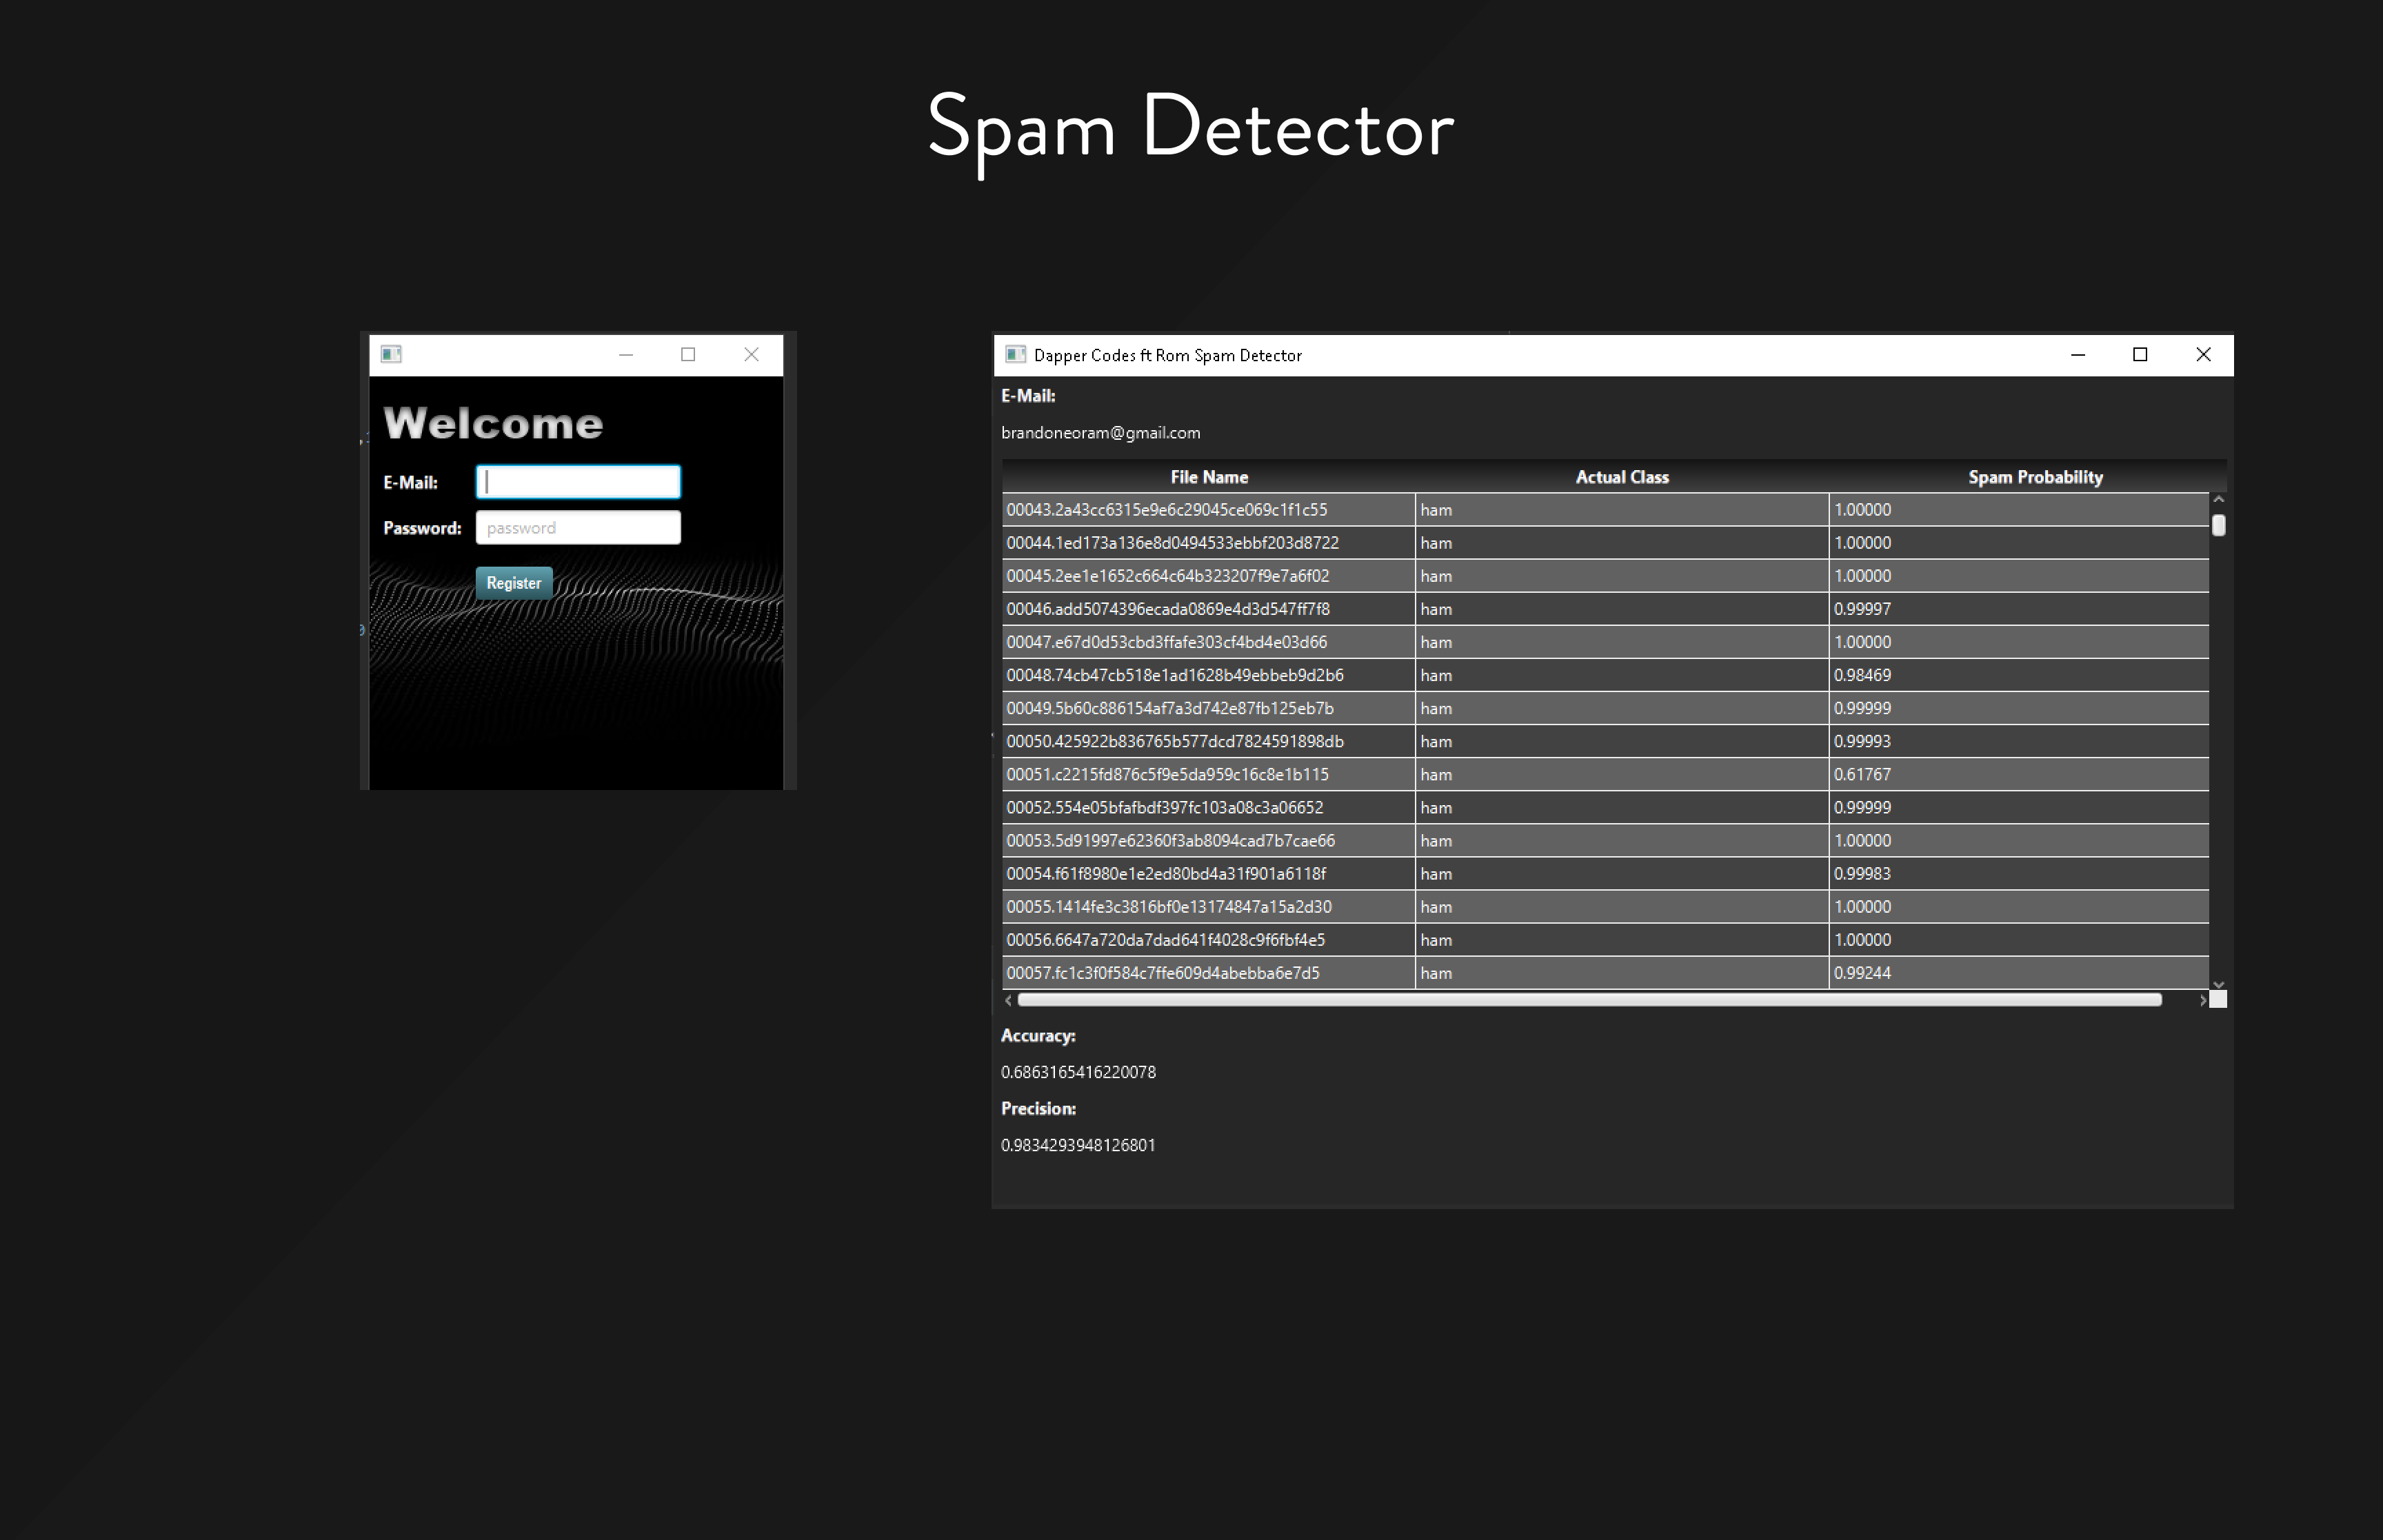 Spam Detector
Welcome
E-Mail:
Password: password
Register
Dapper Codes ft Rom Spam Detector
E-Mail:
brandoneoram@gmail.com
File Name Actual Class Spam Probability
00043.2a43cc6315e9e6c29045ce069c1f1c55 ham 1.00000
00044.1ed173a136e8d0494533ebbf203d8722 ham 1.00000
00045.2ee1e1652c664c64b323207f9e7a6f02 ham 1.00000
00046.add5074396ecada0869e4d3d547ff7f8 ham 0.99997
00047.e67d0d53cbd3ffafe303cf4bd4e03d66 ham 1.00000
00048.74cb47cb518e1ad1628b49ebbeb9d2b6 ham 0.98469
00049.5b60c886154af7a3d742e87fb125eb7b ham 0.99999
00050.425922b836765b577dcd7824591898db ham 0.99993
00051.c2215fd876c5f9e5da959c16c8e1b115 ham 0.61767
00052.554e05bfafbdf397fc103a08c3a06652 ham 0.99999
00053.5d91997e62360f3ab8094cad7b7cae66 ham 1.00000
00054.f61f8980e1e2ed80bd4a31f901a6118f ham 0.99983
00055.1414fe3c3816bf0e13174847a15a2d30 ham 1.00000
00056.6647a720da7dad641f4028c9f6fbf4e5 ham 1.00000
00057.fc1c3f0f584c7ffe609d4abebba6e7d5 ham 0.99244
Accuracy:
0.6863165416220078
Precision:
0.9834293948126801